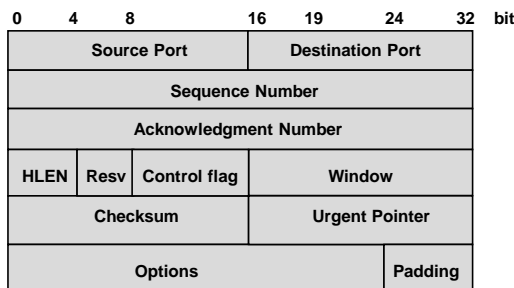 0 4 8 16 19 24 32 bit
Source Port Destination Port
Sequence Number
Acknowledgment Number
HLEN Resv Control flag Window
Checksum Urgent Pointer
Options Padding